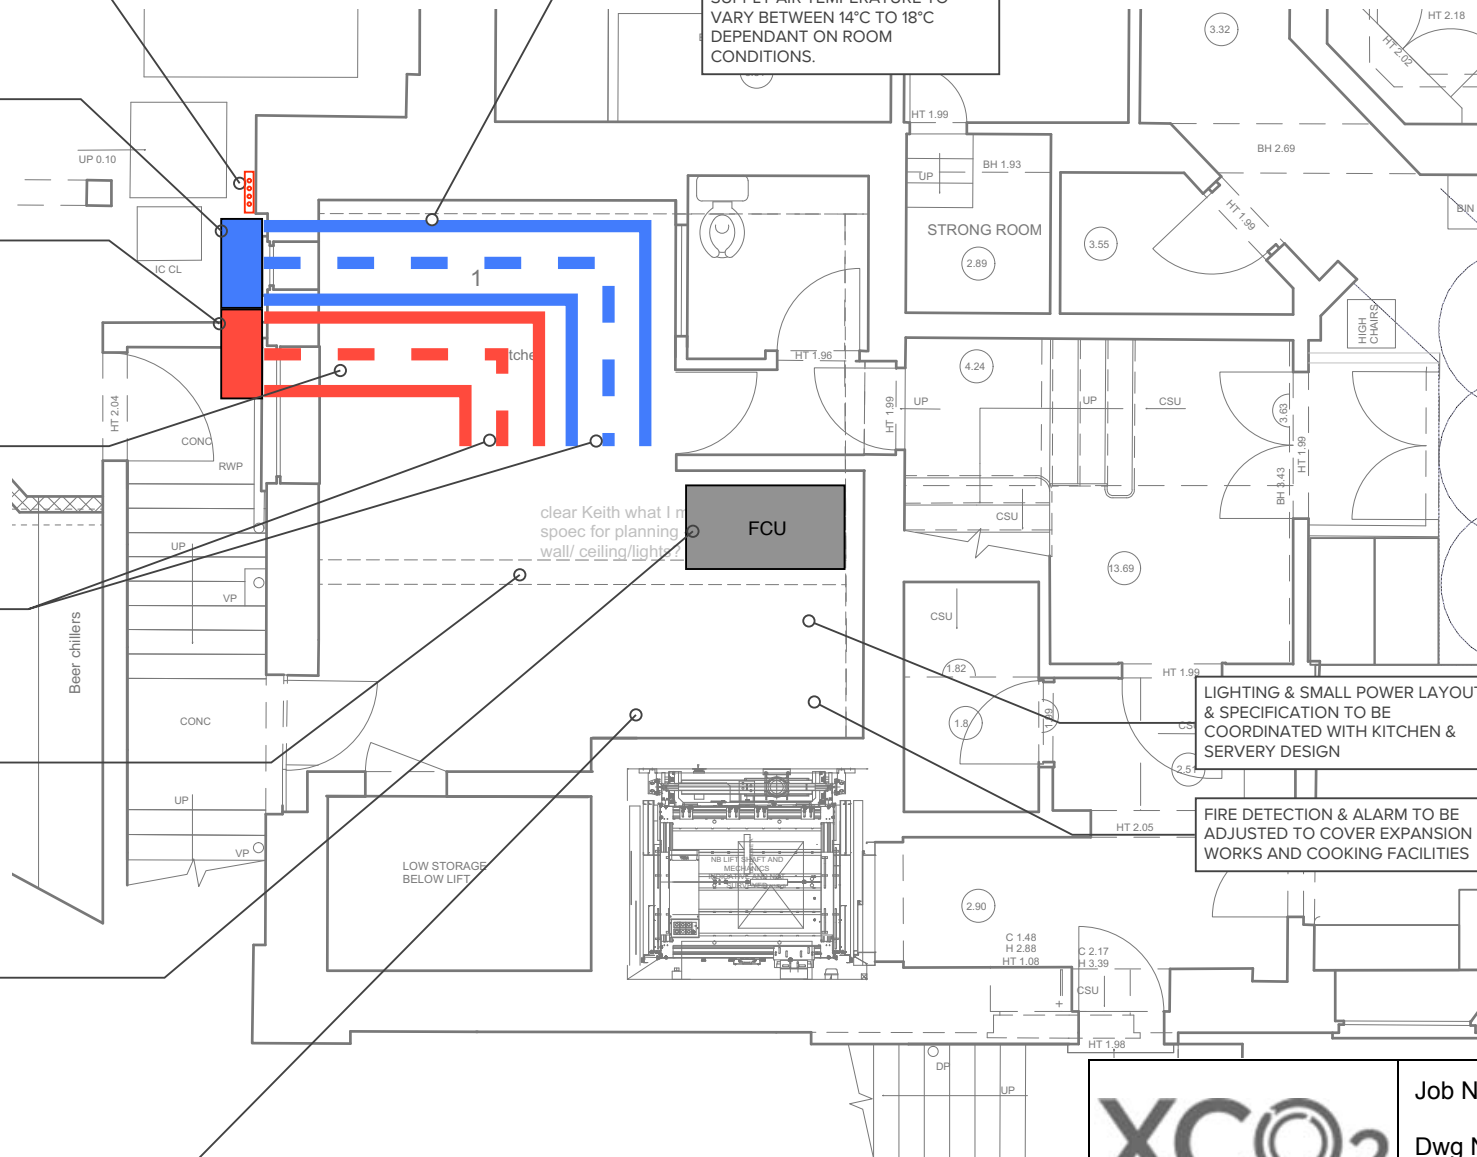 SUPPLY AIR TEMPERATURE TO
VARY BETWEEN 14°C TO 18°C
DEPENDANT ON ROOM
CONDITIONS.
HT 2.18
3.32
HT 2.02
HT 1.99
BH 2.69
UP 0.10
BH 1.93
UP
HT 1.99
BIN
STRONG ROOM
3.55
2.89
IC CL
1
HIGH
CHAIRS
tche
HT 1.96
4.24
HT 2.04
HT 1.99
UP
UP
CSU
3.63
CONC
RWP
HT 1.99
BH 3.43
clear Keith what I m
spoec for planning
wall/ ceiling/lights?
FCU
CSU
UP
13.69
VP
CSU
Beer chillers
1.82
HT 1.99
LIGHTING & SMALL POWER LAYOUT
& SPECIFICATION TO BE
COORDINATED WITH KITCHEN &
SERVERY DESIGN
CONC
1.8
CS
2.51
UP
FIRE DETECTION & ALARM TO BE
ADJUSTED TO COVER EXPANSION
WORKS AND COOKING FACILITIES
HT 2.05
VP
LOW STORAGE
BELOW LIFT
NB LIFT SHAFT AND
MECHANICS
2.90
C 1.48
H 2.88
HT 1.08
C 2.17
H 3.39
CSU
HT 1.98
DP
UP
XCO2
Job N
Dwg N